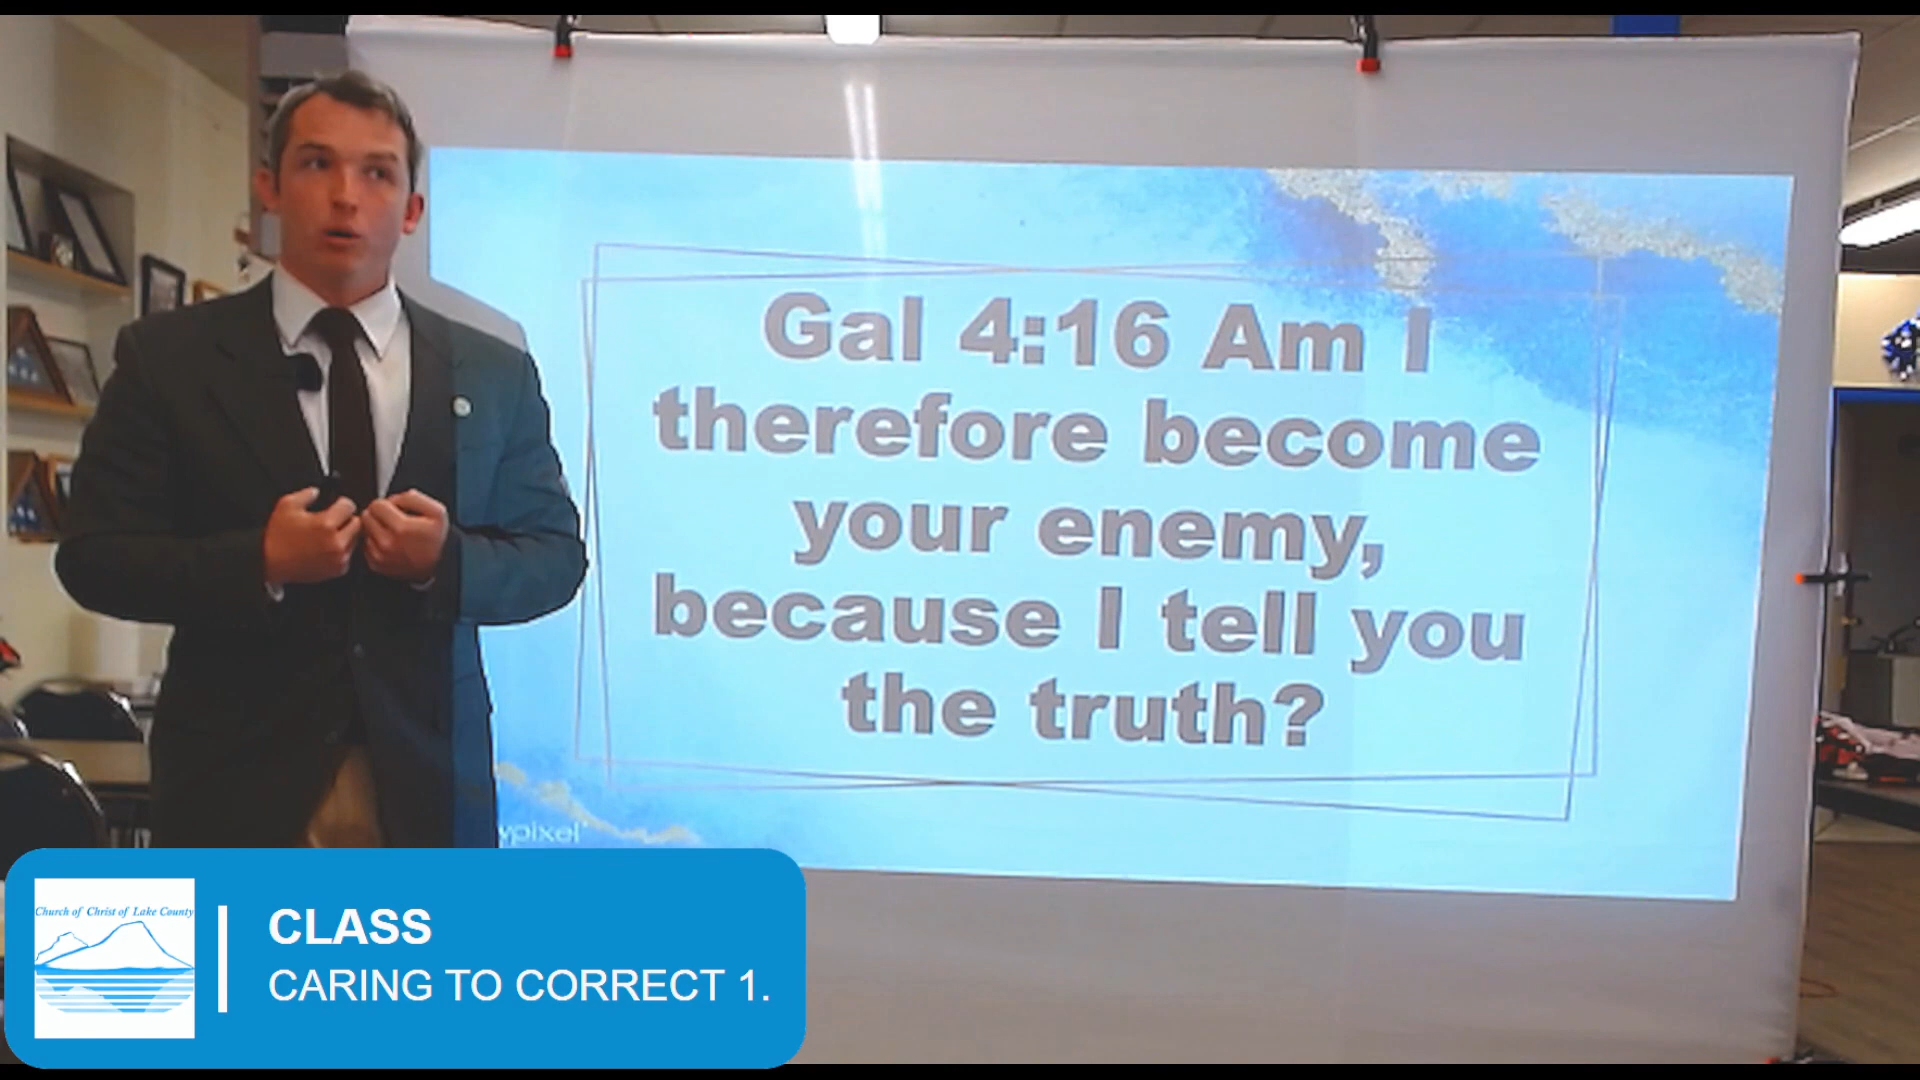 Gal 4:16 Am I
therefore become
your enemy,
because I tell you
the truth?
Church of Christ of Lake County
CLASS
CARING TO CORRECT 1.